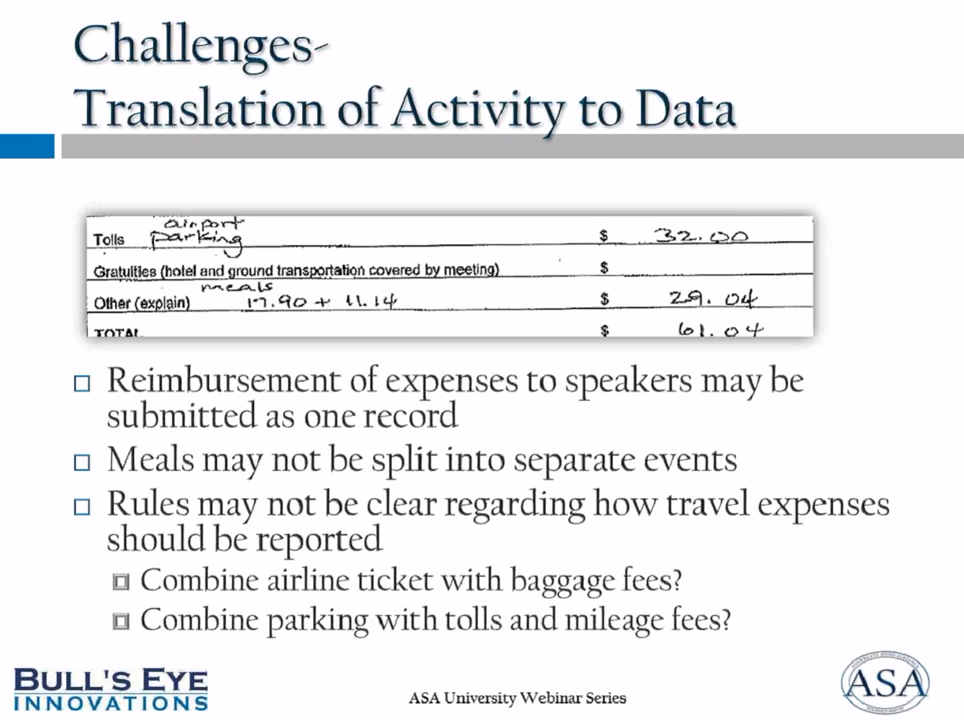 Challenges-
Translation of Activity to Data
airport
Tolls parking $ 32.00
Gratuities (hotel and ground transportation covered by meeting) $
meals
Other (explain) 17.90 + 11.14 $ 29.04
TOTAL $ 61.04
Reimbursement of expenses to speakers may be
submitted as one record
Meals may not be split into separate events
Rules may not be clear regarding how travel expenses
should be reported
Combine airline ticket with baggage fees?
Combine parking with tolls and mileage fees?
BULL'S EYE
INNOVATIONS
ASA University Webinar Series
ASA